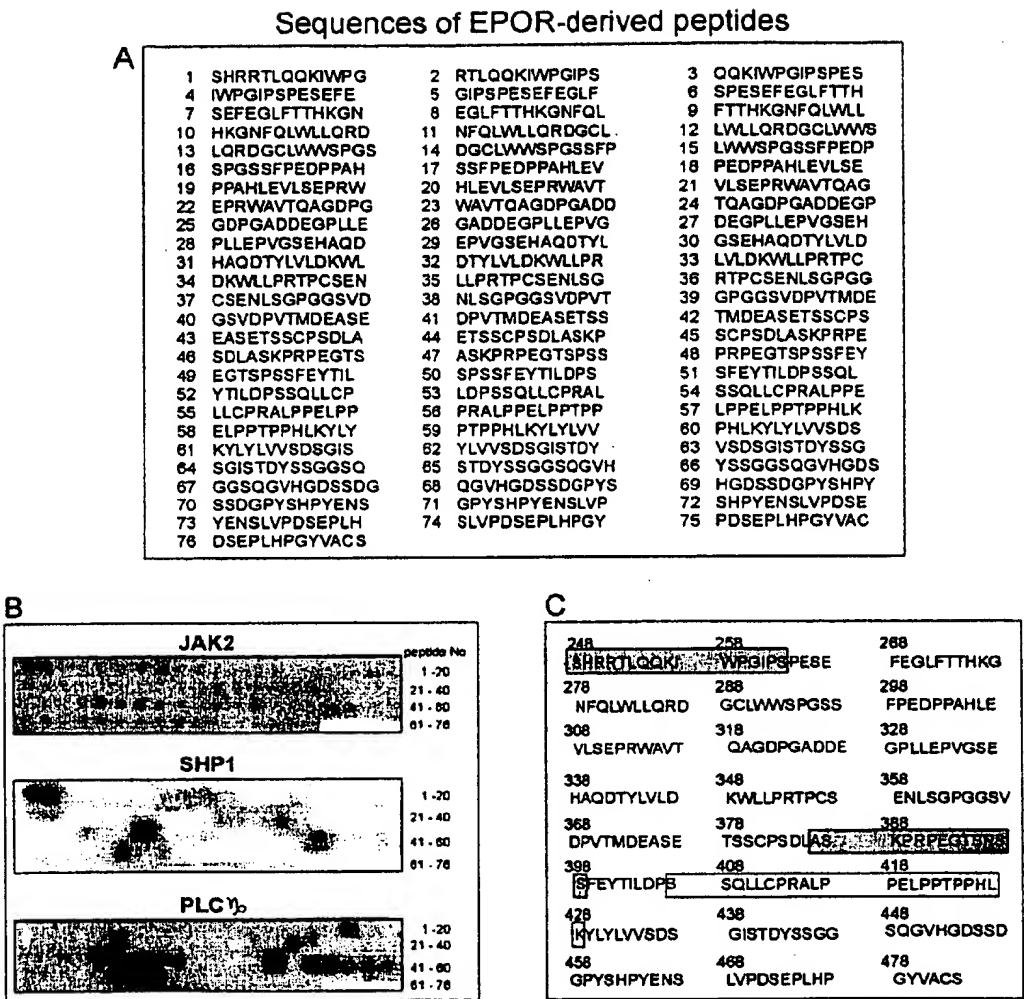 Sequences of EPOR-derived peptides
A
1 SHRRTLQQKIWPG 2 RTLQQKIWPGIPS 3 QQKIWPGIPSPES
4 IWPGIPSPESEFE 5 GIPSPESEFEGLF 6 SPESEFEGLFTTH
7 SEFEGLFTTHKGN 8 EGLFTTHKGNFQL 9 FTTHKGNFQLWLL
10 HKGNFQLWLLQRD 11 NFQLWLLQRDGCL 12 LWLLQRDGCLWWS
13 LQRDGCLWWSPGS 14 DGCLWWSPGSSFP 15 LWWSPGSSFPEDP
16 SPGSSFPEDPPAH 17 SSFPEDPPAHLEV 18 PEDPPAHLEVLSE
19 PPAHLEVLSEPRW 20 HLEVLSEPRWAVT 21 VLSEPRWAVTQAG
22 EPRWAVTQAGDPG 23 WAVTQAGDPGADD 24 TQAGDPGADDEGP
25 GDPGADDEGPLLE 26 GADDEGPLLEPVG 27 DEGPLLEPVGSEH
28 PLLEPVGSEHAQD 29 EPVGSEHAQDTYL 30 GSEHAQDTYLVLD
31 HAQDTYLVLDKWL 32 DTYLVLDKWLLPR 33 LVLDKWLLPRTPC
34 DKWLLPRTPCSEN 35 LLPRTPCSENLSG 36 RTPCSENLSGPGG
37 CSENLSGPGGSVD 38 NLSGPGGSVDPVT 39 GPGGSVDPVTMDE
40 GSVDPVTMDEASE 41 DPVTMDEASETSS 42 TMDEASETSSCPS
43 EASETSSCPSDLA 44 ETSSCPSDLASKP 45 SCPSDLASKPRPE
46 SDLASKPRPEGTS 47 ASKPRPEGTSPSS 48 PRPEGTSPSSFEY
49 EGTSPSSFEYTIL 50 SPSSFEYTILDPS 51 SFEYTILDPSSQL
52 YTILDPSSQLLCP 53 LDPSSQLLCPRAL 54 SSQLLCPRALPPE
55 LLCPRALPPELPP 56 PRALPPELPPTPP 57 LPPELPPTPPHLK
58 ELPPTPPHLKYLY 59 PTPPHLKYLYLVV 60 PHLKYLYLVVSDS
61 KYLYLVVSDSGIS 62 YLVVSDSGISTDY 63 VSDSGISTDYSSG
64 SGISTDYSSGGSQ 65 STDYSSGGSQGVH 66 YSSGGSQGVHGDS
67 GGSQGVHGDSSDG 68 QGVHGDSSDGPYS 69 HGDSSDGPYSHPY
70 SSDGPYSHPYENS 71 GPYSHPYENSLVP 72 SHPYENSLVPDSE
73 YENSLVPDSEPLH 74 SLVPDSEPLHPGY 75 PDSEPLHPGYVAC
76 DSEPLHPGYVACS
B
JAK2
peptide No
1-20
21-40
41-60
61-76
SHP1
1-20
21-40
41-60
61-76
PLCγ2
1-20
21-40
41-60
61-76
C
248 258 268
SHRRTLQQKI WPGIPSPESE FEGLFTTHKG
278 288 298
NFQLWLLQRD GCLWWSPGSS FPEDPPAHLE
308 318 328
VLSEPRWAVT QAGDPGADDE GPLLEPVGSE
338 348 358
HAQDTYLVLD KWLLPRTPCS ENLSGPGGSV
368 378 388
DPVTMDEASE TSSCPSDLAS KPRPEGTSPS
398 408 418
SFEYTILDPS SQLLCPRALP PELPPTPPHL
428 438 448
KYLYLVVSDS GISTDYSSGG SQGVHGDSSD
458 468 478
GPYSHPYENS LVPDSEPLHP GYVACS